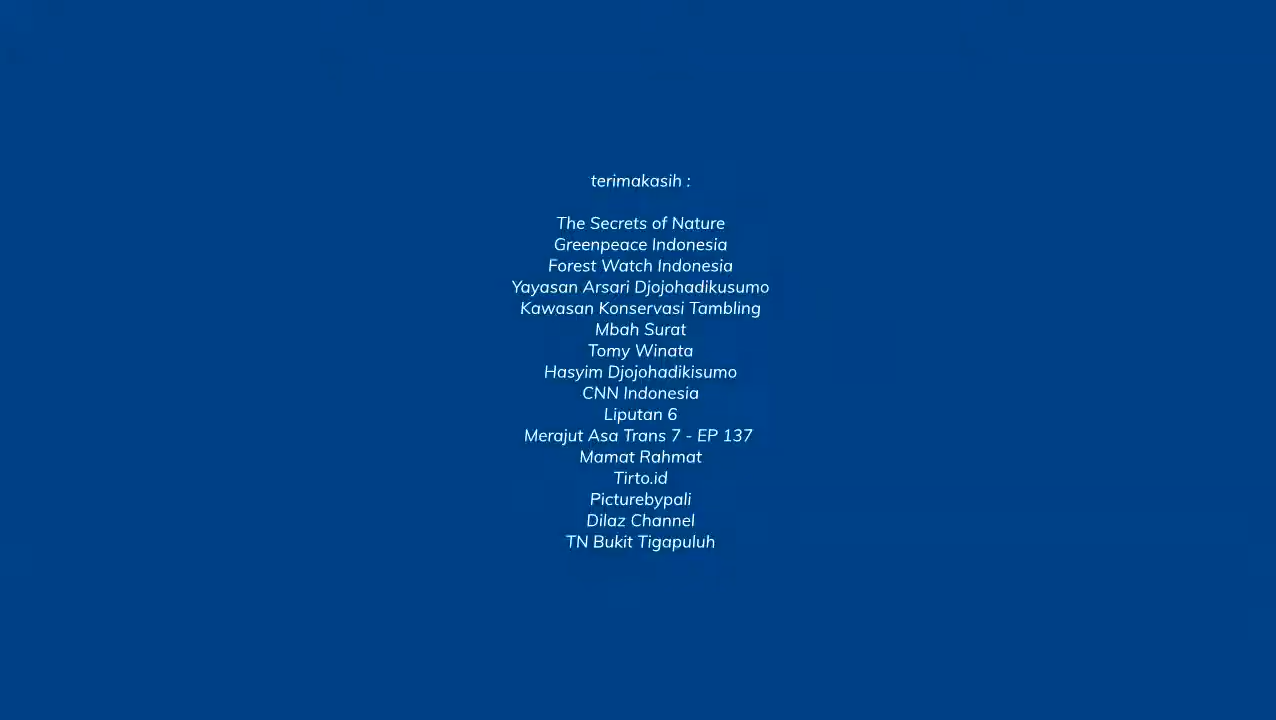 terimakasih :
The Secrets of Nature
Greenpeace Indonesia
Forest Watch Indonesia
Yayasan Arsari Djojohadikusumo
Kawasan Konservasi Tambling
Mbah Surat
Tomy Winata
Hasyim Djojohadikisumo
CNN Indonesia
Liputan 6
Merajut Asa Trans 7 - EP 137
Mamat Rahmat
Tirto.id
Picturebypali
Dilaz Channel
TN Bukit Tigapuluh